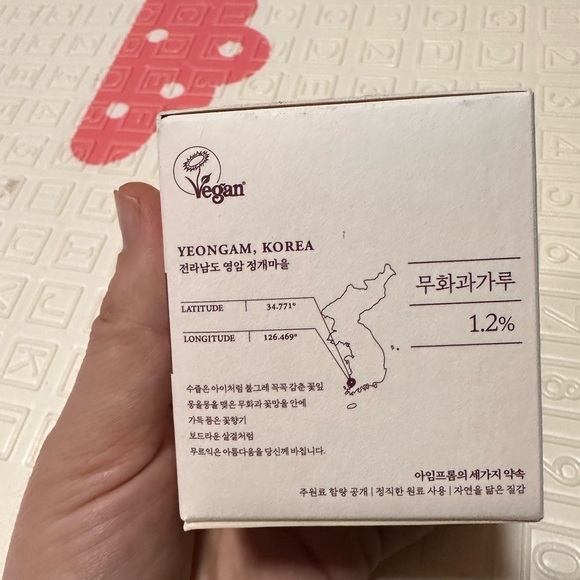 Vegan
YEONGAM, KOREA
전라남도 영암 정개마을
LATITUDE 34.771°
LONGITUDE 126.469°
무화과가루
1.2%
수줍은 아이처럼 볼그레 꼭꼭 감춘 꽃잎
몽울몽울 맺은 무화과 꽃망울 안에
가득 품은 꽃향기
보드라운 살결처럼
무르익은 아름다움을 당신께 바칩니다.
아임프롬의 세가지 약속
주원료 함량 공개 | 정직한 원료 사용 | 자연을 닮은 질감